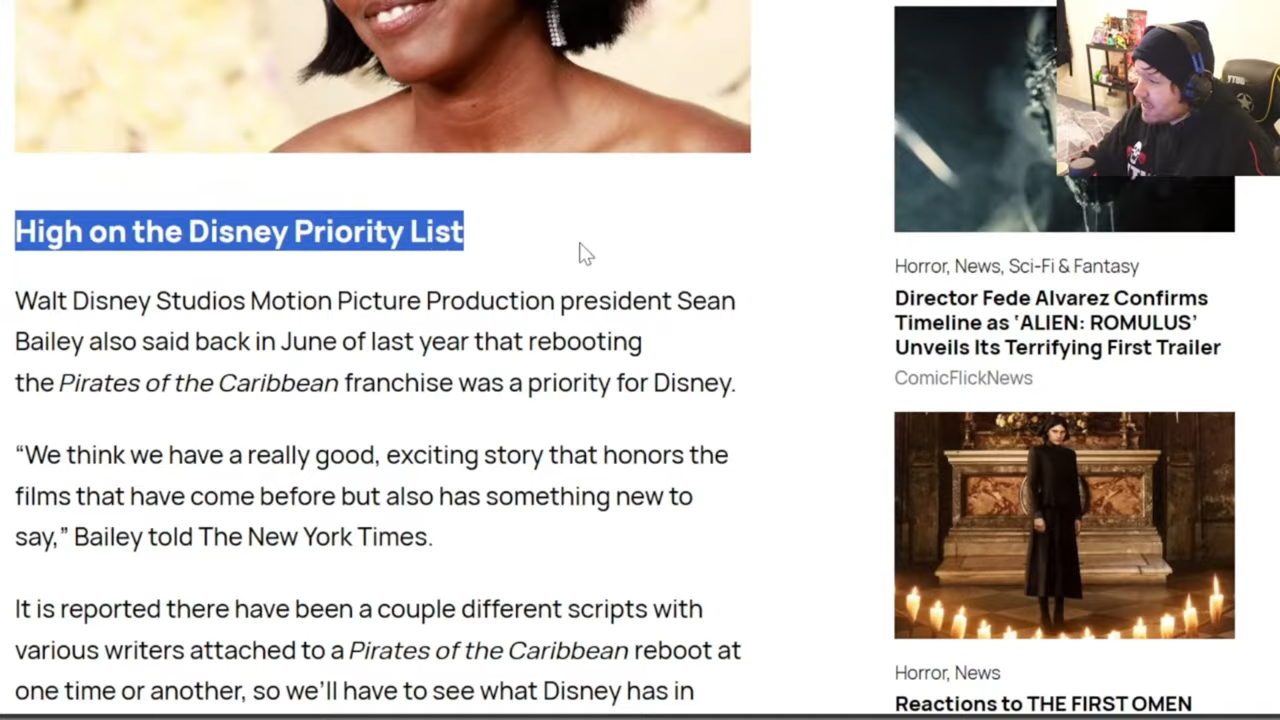 High on the Disney Priority List
Walt Disney Studios Motion Picture Production president Sean
Bailey also said back in June of last year that rebooting
the Pirates of the Caribbean franchise was a priority for Disney.
“We think we have a really good, exciting story that honors the
films that have come before but also has something new to
say,” Bailey told The New York Times.
It is reported there have been a couple different scripts with
various writers attached to a Pirates of the Caribbean reboot at
one time or another, so we’ll have to see what Disney has in
Horror, News, Sci-Fi & Fantasy
Director Fede Alvarez Confirms
Timeline as ‘ALIEN: ROMULUS’
Unveils Its Terrifying First Trailer
ComicFlickNews
Horror, News
Reactions to THE FIRST OMEN